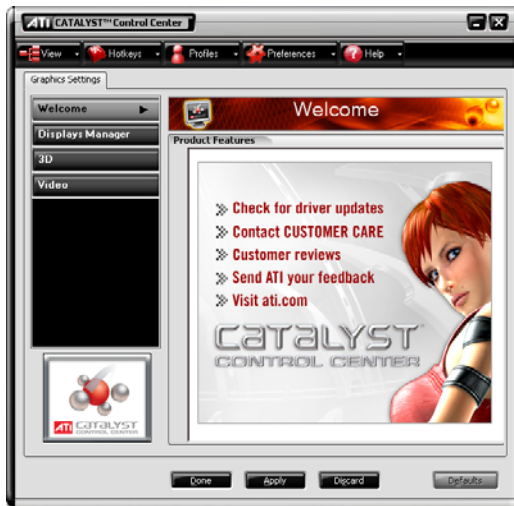 ATI CATALYST™ Control Center
View Hotkeys Profiles Preferences Help
Graphics Settings
Welcome
Displays Manager
3D
Video
Welcome
Product Features
Check for driver updates
Contact CUSTOMER CARE
Customer reviews
Send ATI your feedback
Visit ati.com
CATALYST™
CONTROL CENTER
ATI CATALYST
CONTROL CENTER
Done Apply Discard Defaults